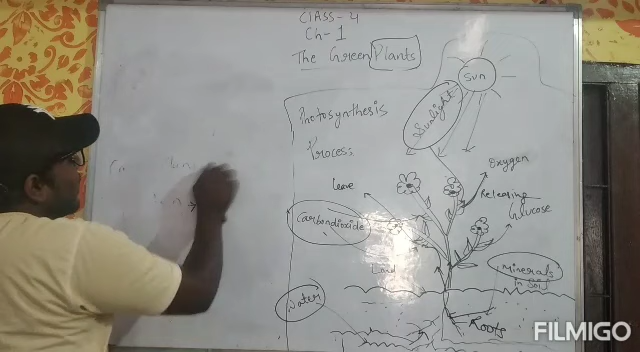 CLASS - 4
Ch - 1
The Green Plants
Photosynthesis
Process:
Sun
Sunlight
Oxygen
Releasing
Glucose
Leave
Carbondioxide
Land
Minerals
in Soil
Water
Roots
FILMIGO